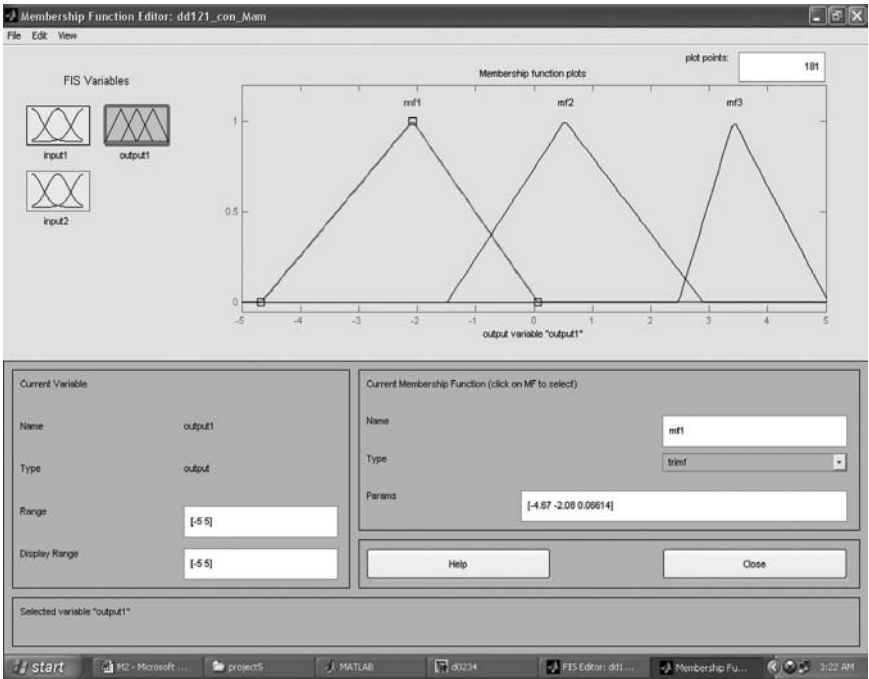 Membership Function Editor: dd121_con_Mam
File Edit View
FIS Variables
input1
output1
input2
plot points:
181
Membership function plots
mf1 mf2 mf3
1
0.5
0
-5 -4 -3 -2 -1 0 1 2 3 4 5
output variable "output1"
Current Variable
Name output1
Type output
Range [-5 5]
Display Range [-5 5]
Current Membership Function (click on MF to select)
Name mf1
Type trimf
Params [-4.67 -2.08 0.06614]
Help Close
Selected variable "output1"
start M2 - Microsoft ... project5 MATLAB d0234 FIS Editor: dd1... Membership Fu... 3:22 AM